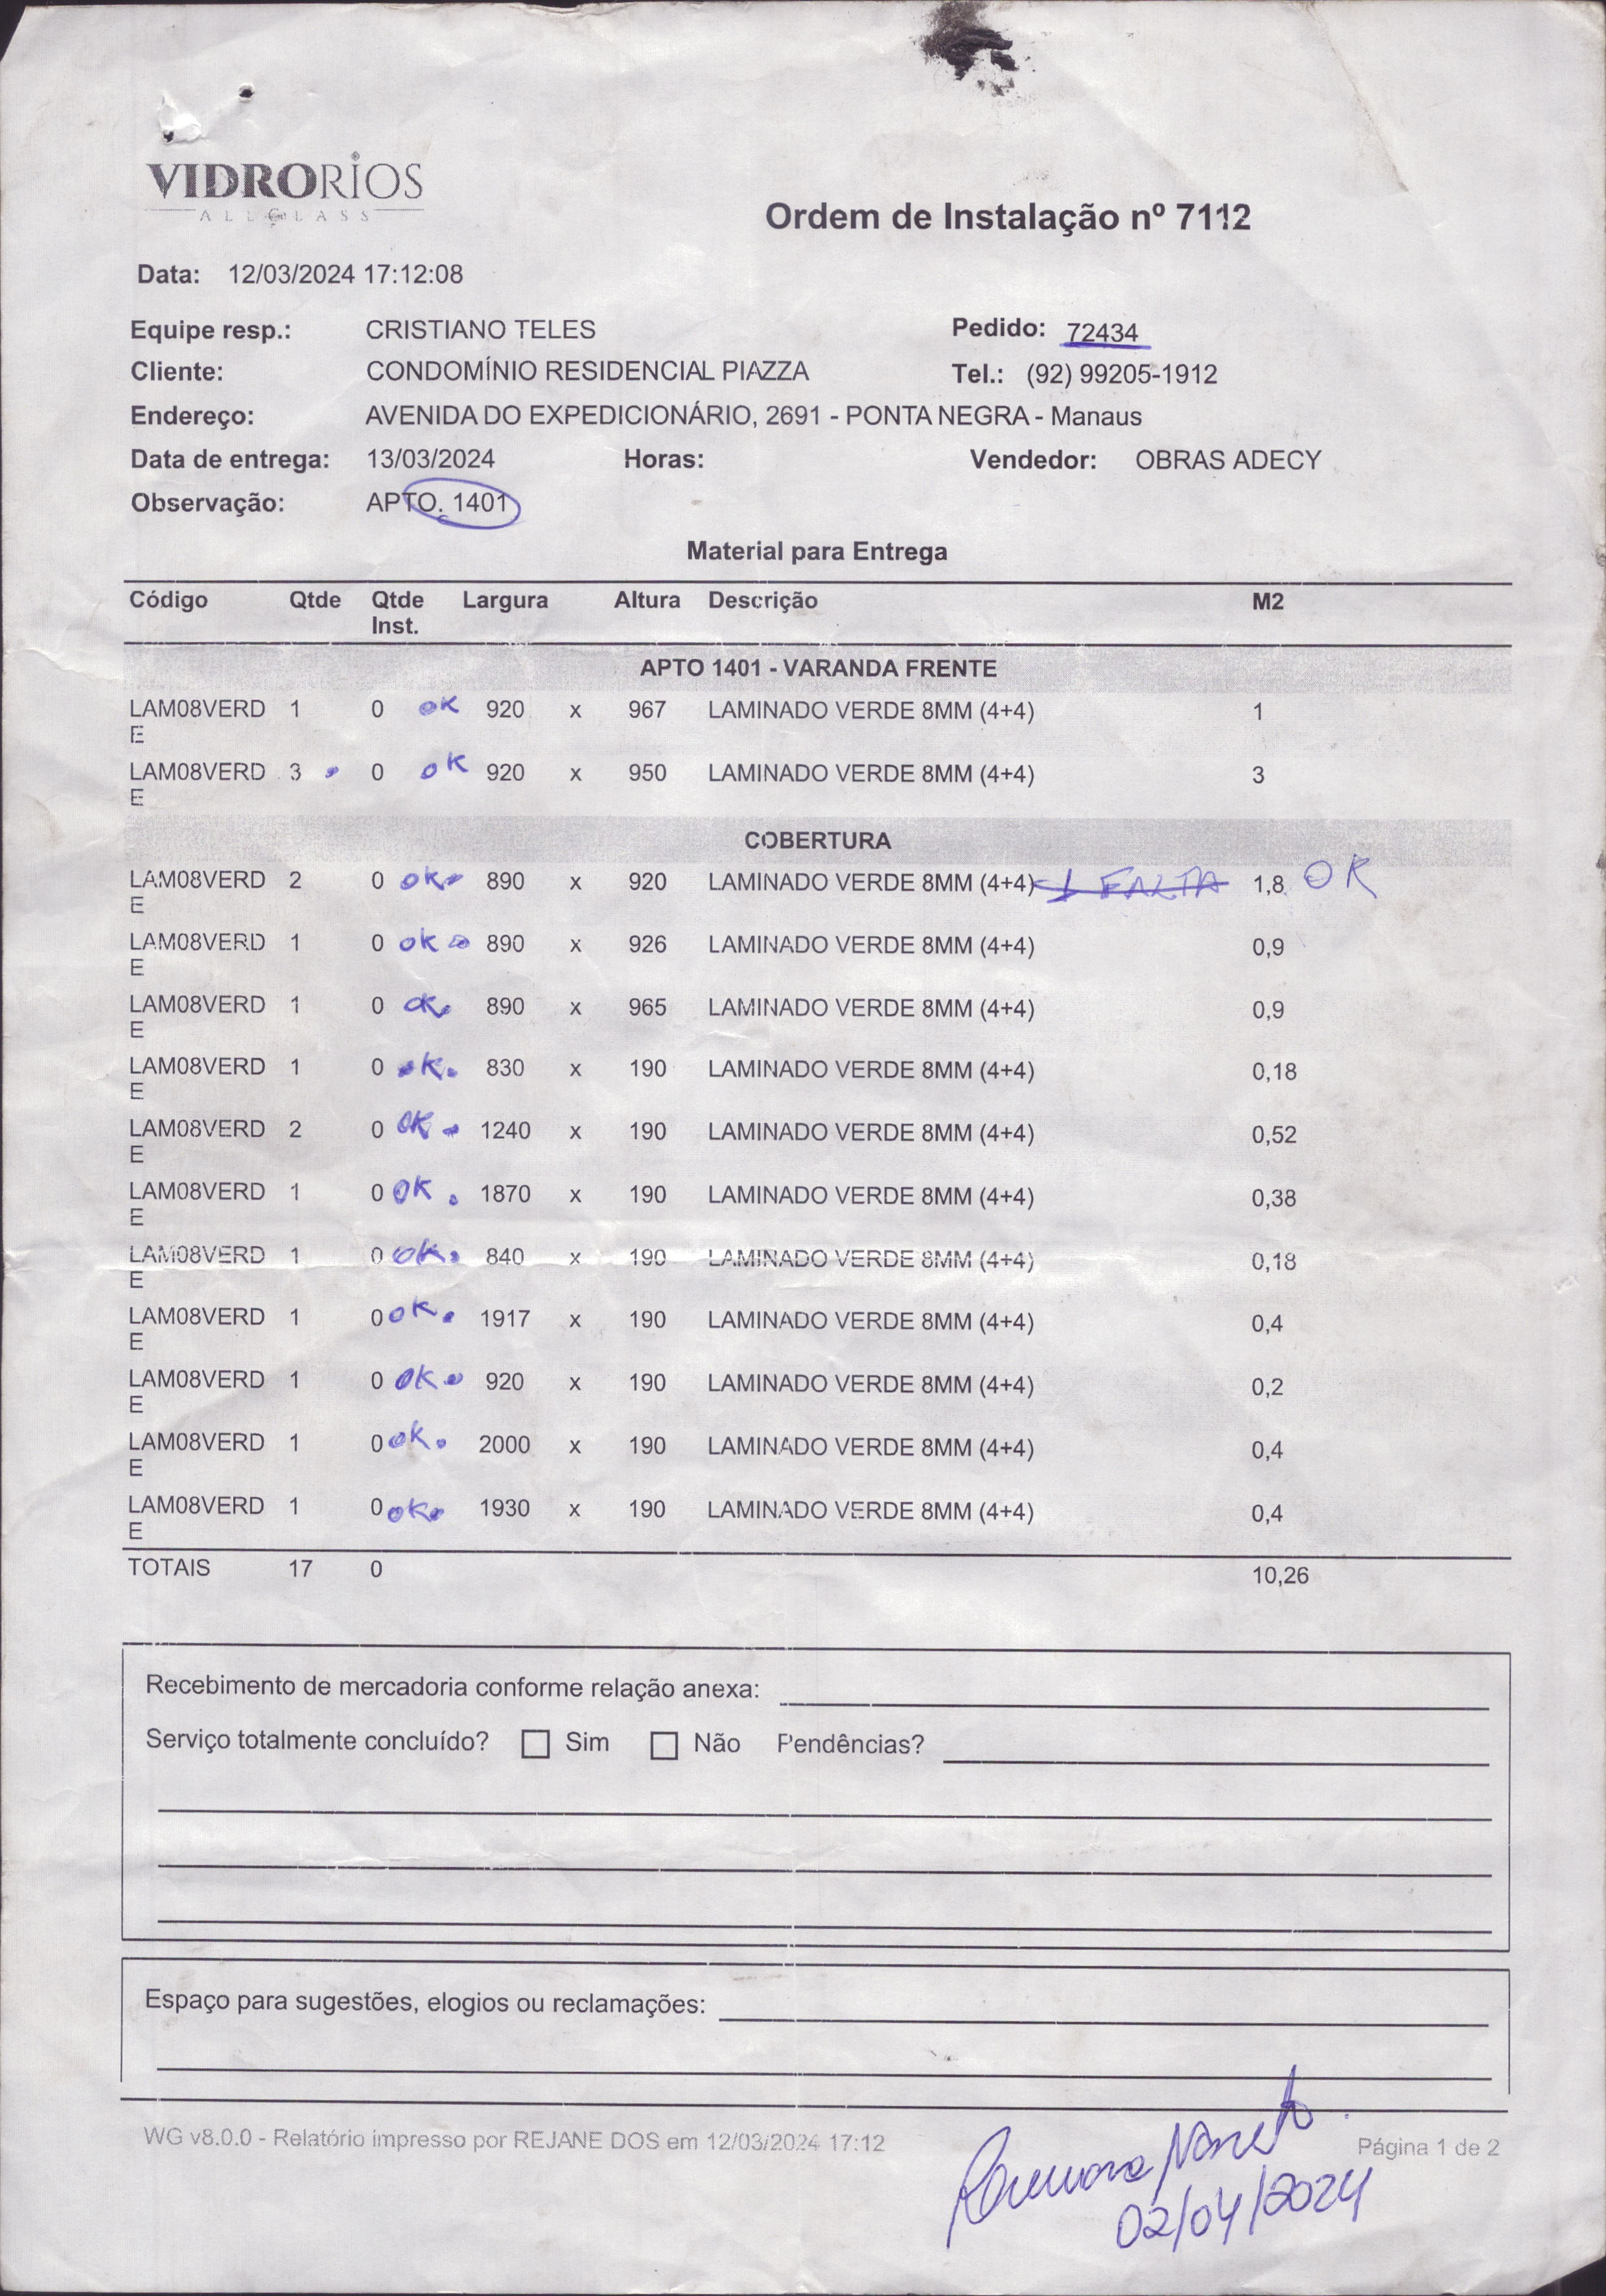 VIDRORIOS
ALLGLASS
Ordem de Instalação nº 7112
Data: 12/03/2024 17:12:08
Equipe resp.: CRISTIANO TELES Pedido: 72434
Cliente: CONDOMÍNIO RESIDENCIAL PIAZZA Tel.: (92) 99205-1912
Endereço: AVENIDA DO EXPEDICIONÁRIO, 2691 - PONTA NEGRA - Manaus
Data de entrega: 13/03/2024 Horas: Vendedor: OBRAS ADECY
Observação: APTO. 1401
Material para Entrega
Código Qtde Qtde Largura Altura Descrição M2
Inst.
APTO 1401 - VARANDA FRENTE
LAM08VERD 1 0 OK 920 x 967 LAMINADO VERDE 8MM (4+4) 1
E
LAM08VERD 3 0 OK 920 x 950 LAMINADO VERDE 8MM (4+4) 3
E
COBERTURA
LAM08VERD 2 0 OK 890 x 920 LAMINADO VERDE 8MM (4+4) 1 FALTA 1,8 OK
E
LAM08VERD 1 0 OK 890 x 926 LAMINADO VERDE 8MM (4+4) 0,9
E
LAM08VERD 1 0 OK 890 x 965 LAMINADO VERDE 8MM (4+4) 0,9
E
LAM08VERD 1 0 OK 830 x 190 LAMINADO VERDE 8MM (4+4) 0,18
E
LAM08VERD 2 0 OK 1240 x 190 LAMINADO VERDE 8MM (4+4) 0,52
E
LAM08VERD 1 0 OK 1870 x 190 LAMINADO VERDE 8MM (4+4) 0,38
E
LAM08VERD 1 0 OK 840 x 190 LAMINADO VERDE 8MM (4+4) 0,18
E
LAM08VERD 1 0 OK 1917 x 190 LAMINADO VERDE 8MM (4+4) 0,4
E
LAM08VERD 1 0 OK 920 x 190 LAMINADO VERDE 8MM (4+4) 0,2
E
LAM08VERD 1 0 OK 2000 x 190 LAMINADO VERDE 8MM (4+4) 0,4
E
LAM08VERD 1 0 OK 1930 x 190 LAMINADO VERDE 8MM (4+4) 0,4
E
TOTAIS 17 0 10,26
Recebimento de mercadoria conforme relação anexa:
Serviço totalmente concluído? Sim Não Pendências?
Espaço para sugestões, elogios ou reclamações:
WG v8.0.0 - Relatório impresso por REJANE DOS em 12/03/2024 17:12 Página 1 de 2
02/04/2024